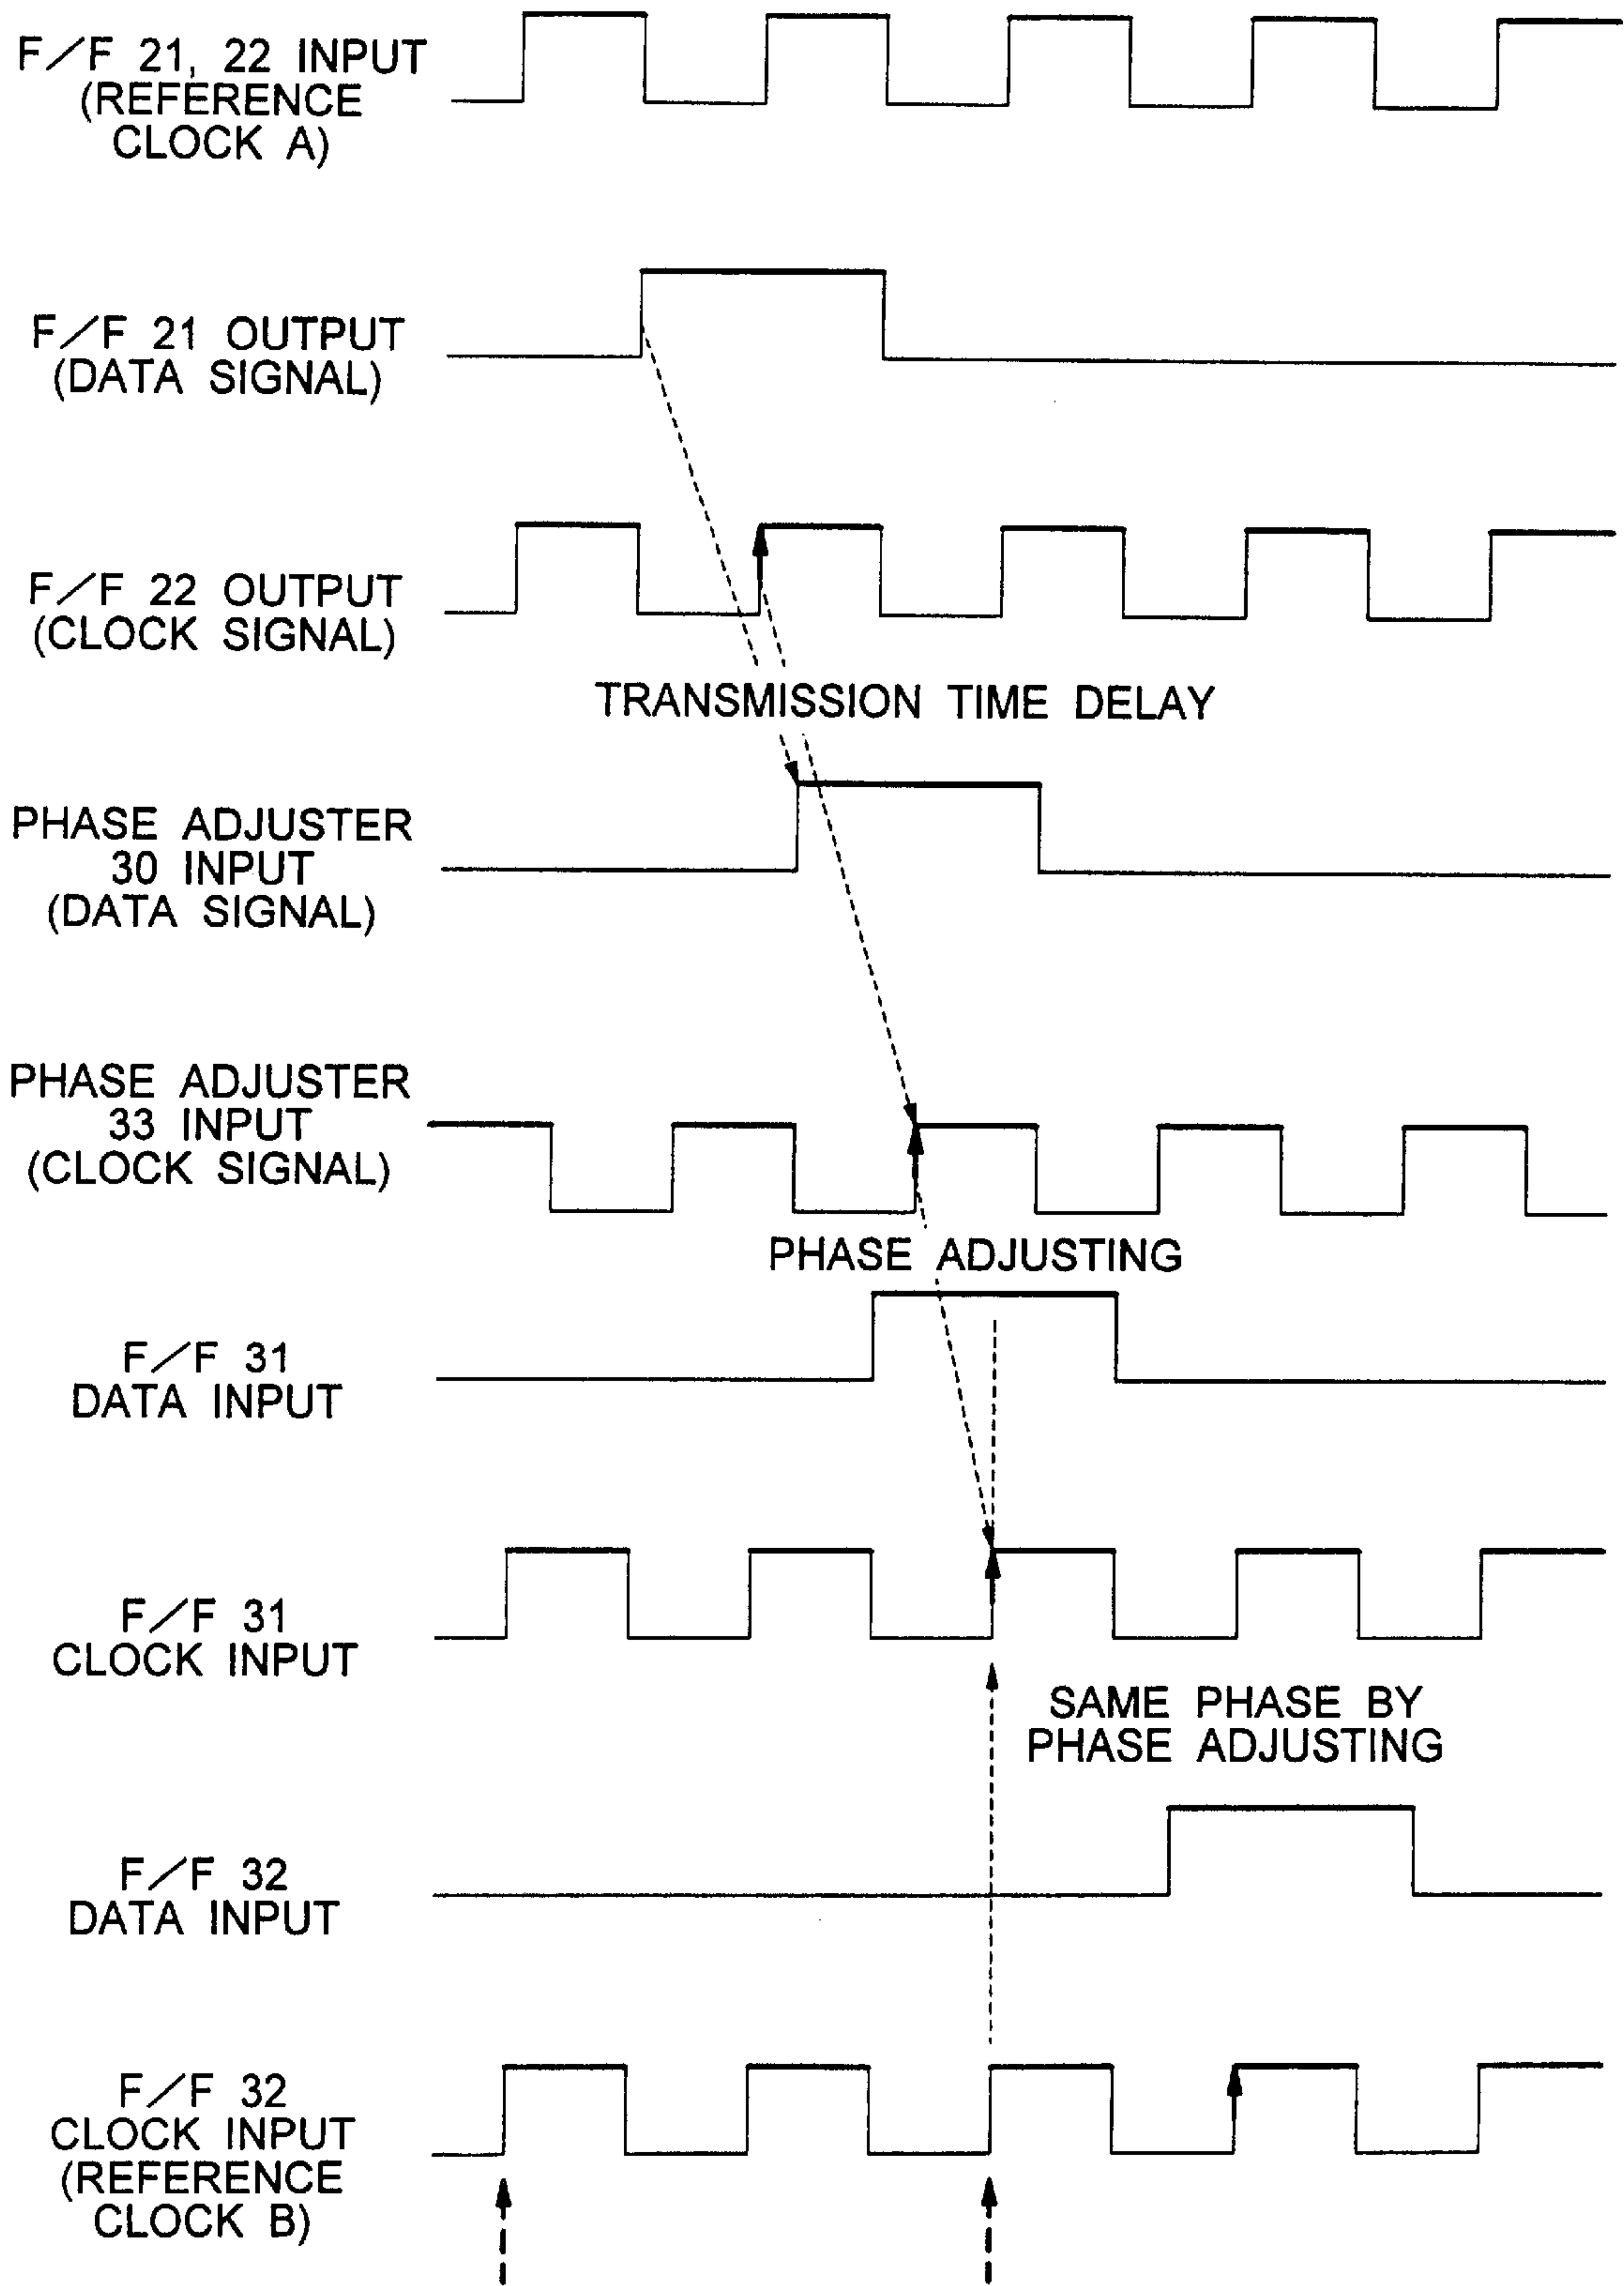 F/F 21, 22 INPUT
(REFERENCE
CLOCK A)
F/F 21 OUTPUT
(DATA SIGNAL)
F/F 22 OUTPUT
(CLOCK SIGNAL)
TRANSMISSION TIME DELAY
PHASE ADJUSTER
30 INPUT
(DATA SIGNAL)
PHASE ADJUSTER
33 INPUT
(CLOCK SIGNAL)
PHASE ADJUSTING
F/F 31
DATA INPUT
F/F 31
CLOCK INPUT
SAME PHASE BY
PHASE ADJUSTING
F/F 32
DATA INPUT
F/F 32
CLOCK INPUT
(REFERENCE
CLOCK B)